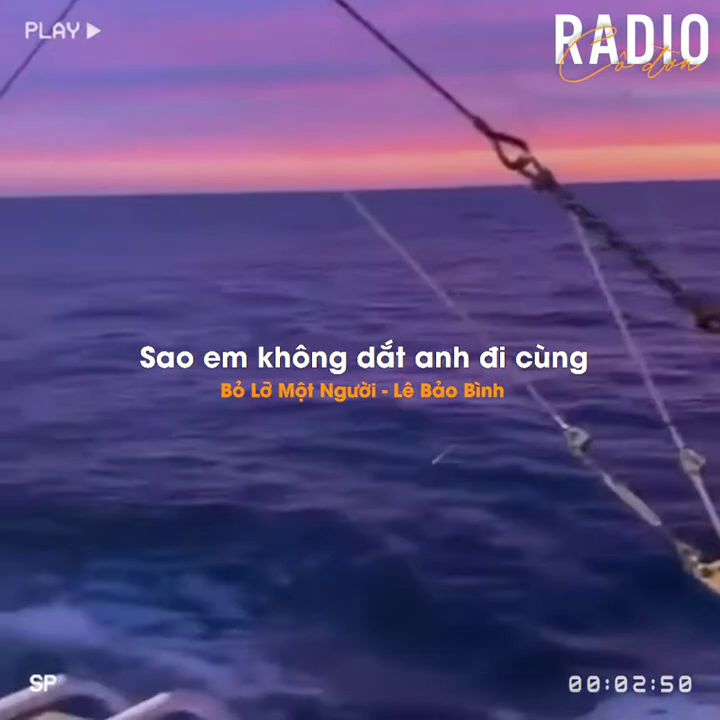 PLAY
RADIO
Cô đơn
Sao em không dắt anh đi cùng
Bỏ Lỡ Một Người - Lê Bảo Bình
SP
00:02:50